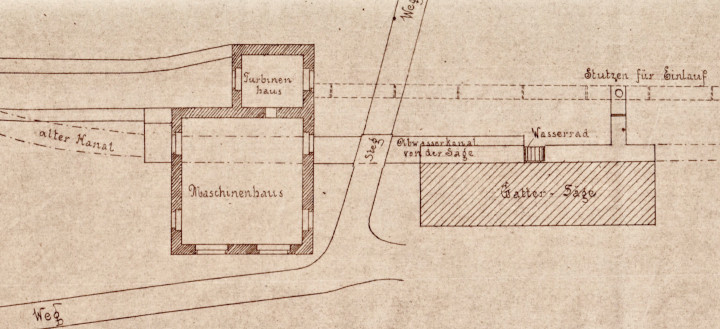 Weg
Turbinen
haus
Stutzen für Einlauf
alter Kanal
Steg
Abwasserkanal
von der Säge
Wasserrad
Maschinenhaus
Gatter-Säge
Weg